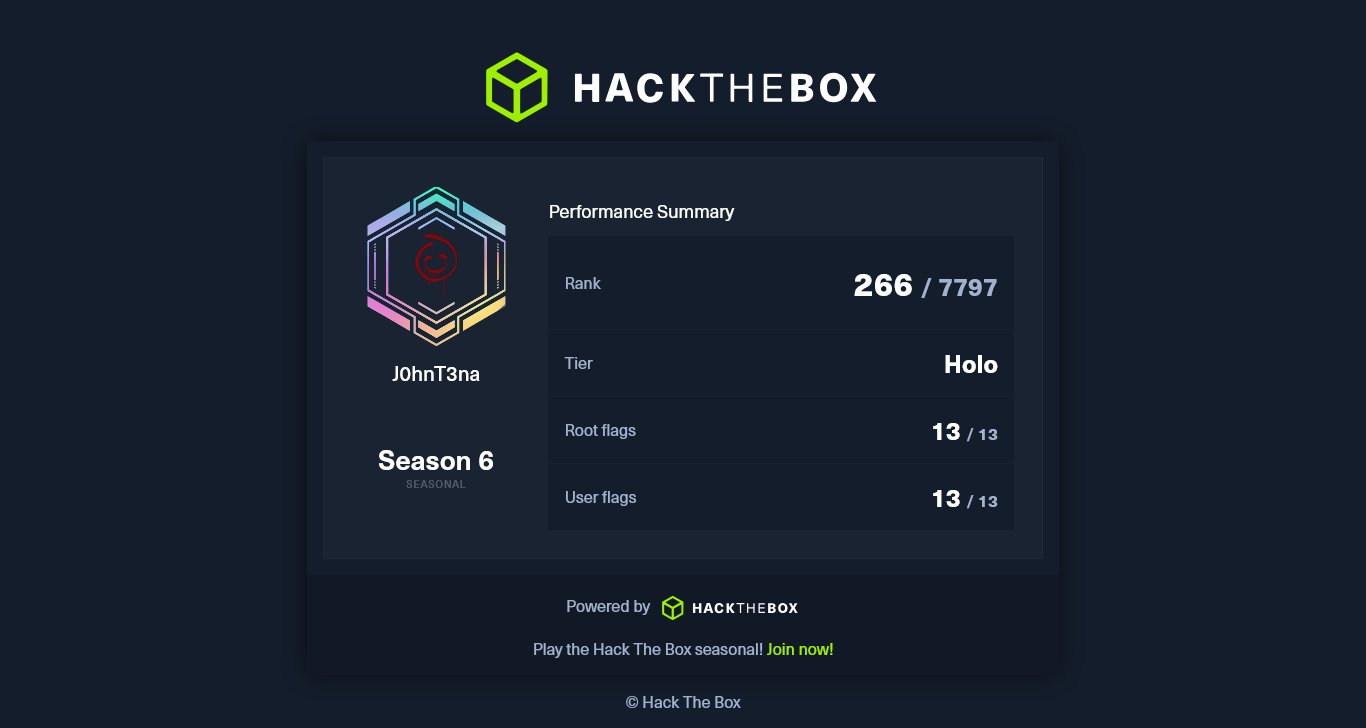 HACKTHEBOX
Performance Summary
Rank 266 / 7797
Tier Holo
Root flags 13 / 13
User flags 13 / 13
J0hnT3na
Season 6
SEASONAL
Powered by HACKTHEBOX
Play the Hack The Box seasonal! Join now!
© Hack The Box